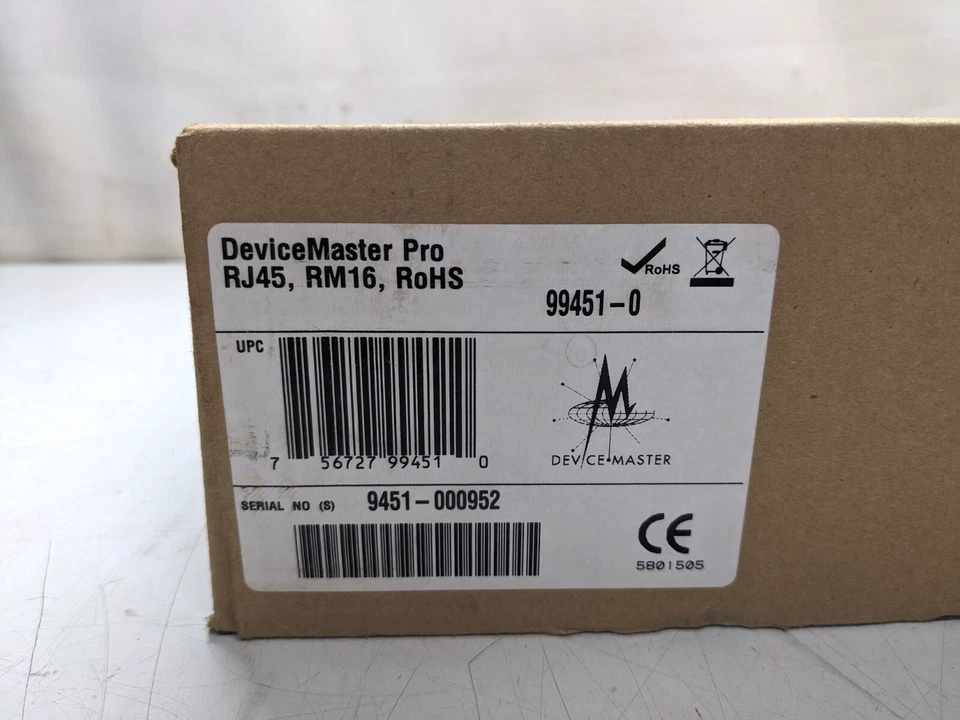 DeviceMaster Pro
RJ45, RM16, RoHS
RoHS
99451-0
UPC
7 56727 99451 0
M
DEVICE•MASTER
SERIAL NO (S) 9451-000952
CE
5801505